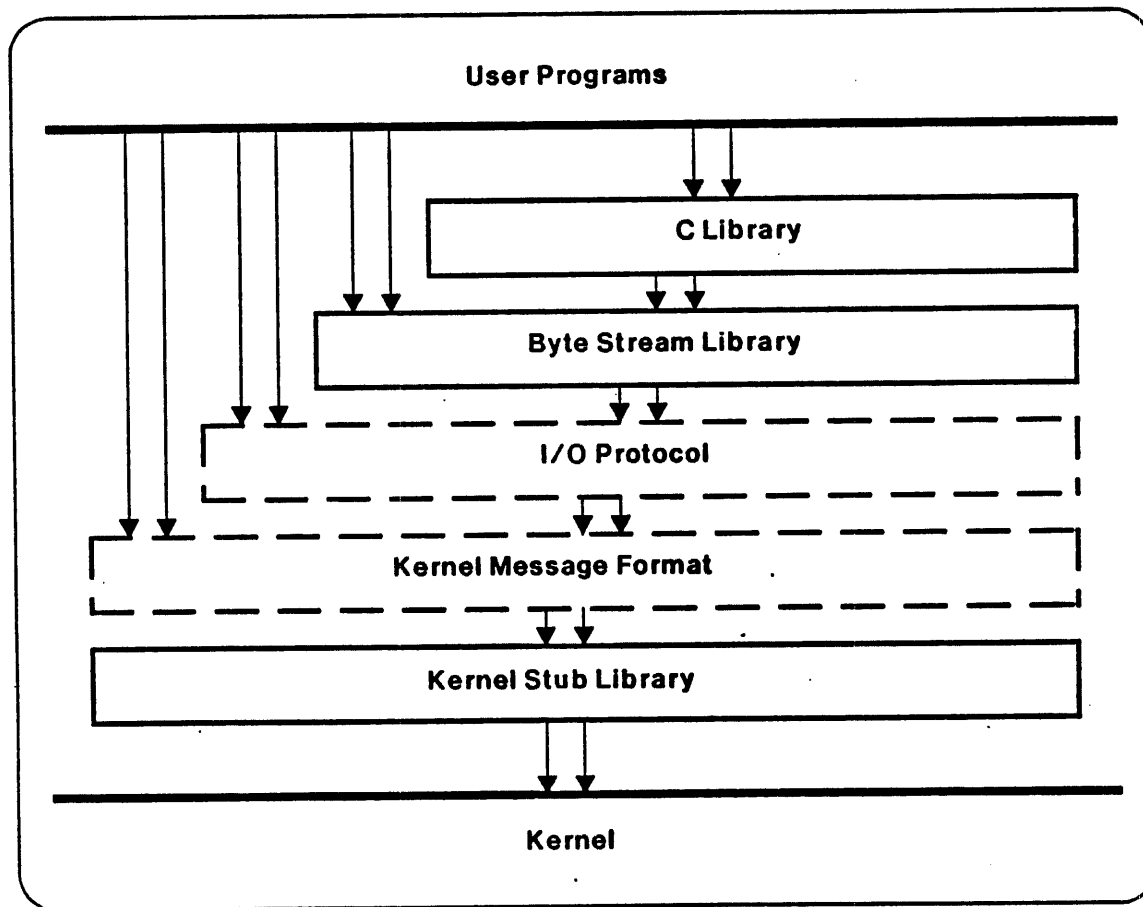 User Programs
C Library
Byte Stream Library
I/O Protocol
Kernel Message Format
Kernel Stub Library
Kernel